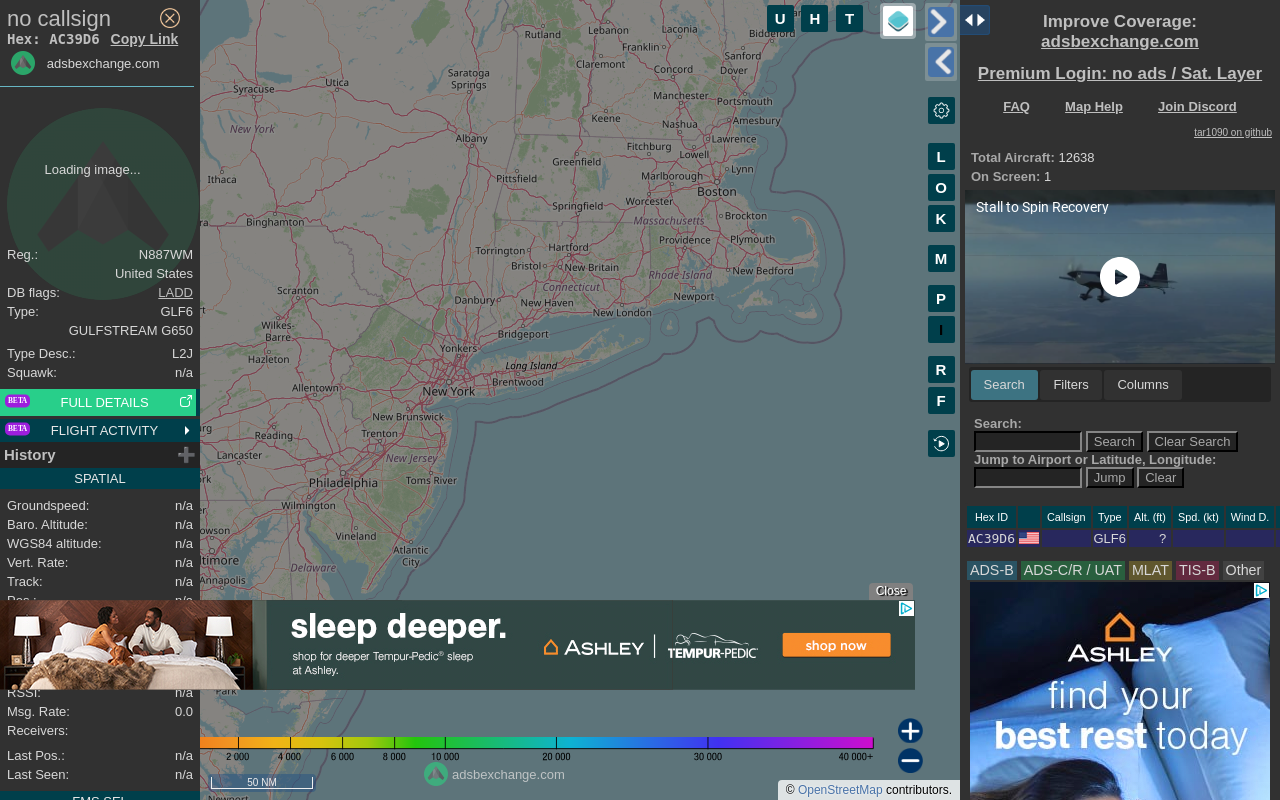 no callsign
Hex: AC39D6 Copy Link
adsbexchange.com
Loading image...
Reg.: N887WM
United States
DB flags: LADD
Type: GLF6
GULFSTREAM G650
Type Desc.: L2J
Squawk: n/a
BETA FULL DETAILS
BETA FLIGHT ACTIVITY
History
SPATIAL
Groundspeed: n/a
Baro. Altitude: n/a
WGS84 altitude: n/a
Vert. Rate: n/a
Track: n/a
Pos.: n/a
RSSI: n/a
Msg. Rate: 0.0
Receivers:
Last Pos.: n/a
Last Seen: n/a
FMS SEL
U H T
L
O
K
M
P
I
R
F
Rutland
Lebanon
Laconia
Biddeford
Franklin
Claremont
Concord
Sanford
Dover
Saratoga
Springs
Utica
Syracuse
Manchester
Portsmouth
Keene
Nashua
Amesbury
New York
Albany
Fitchburg
Lawrence
Greenfield
Lowell
Lynn
Ithaca
Pittsfield
Marlborough
Boston
Worcester
Springfield
Binghamton
Massachusetts
Brockton
Torrington
Hartford
Providence
Plymouth
Bristol
New Britain
Rhode Island
New Bedford
Connecticut
Scranton
Danbury
New Haven
Newport
New London
Wilkes-
Barre
Bridgeport
Hazleton
Yonkers
Long Island
Allentown
New York
Brentwood
New Brunswick
Reading
Trenton
Lancaster
New Jersey
Philadelphia
Toms River
Wilmington
Vineland
Atlantic
City
Annapolis
Delaware
Close
sleep deeper.
shop for deeper Tempur-Pedic® sleep
at Ashley.
ASHLEY
TEMPUR-PEDIC
shop now
2 000 4 000 6 000 8 000 10 000 20 000 30 000 40 000+
adsbexchange.com
50 NM
© OpenStreetMap contributors.
Improve Coverage:
adsbexchange.com
Premium Login: no ads / Sat. Layer
FAQ Map Help Join Discord
tar1090 on github
Total Aircraft: 12638
On Screen: 1
Stall to Spin Recovery
Search Filters Columns
Search:
Search Clear Search
Jump to Airport or Latitude, Longitude:
Jump Clear
Hex ID Callsign Type Alt. (ft) Spd. (kt) Wind D.
AC39D6 GLF6 ?
ADS-B ADS-C/R / UAT MLAT TIS-B Other
ASHLEY
find your
best rest today